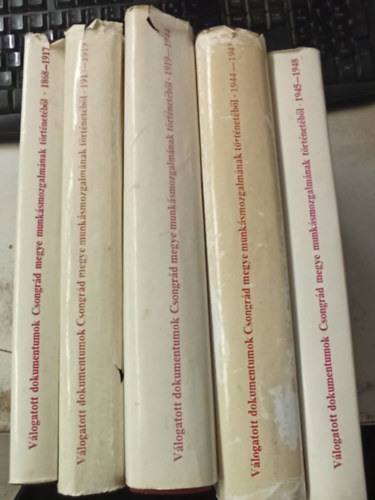 Válogatott dokumentumok Csongrád megye munkásmozgalmának történetéből · 1868—1917
Válogatott dokumentumok Csongrád megye munkásmozgalmának történetéből · 1917—1919
Válogatott dokumentumok Csongrád megye munkásmozgalmának történetéből · 1919—1944
Válogatott dokumentumok Csongrád megye munkásmozgalmának történetéből · 1944—194
Válogatott dokumentumok Csongrád megye munkásmozgalmának történetéből · 1945—1948